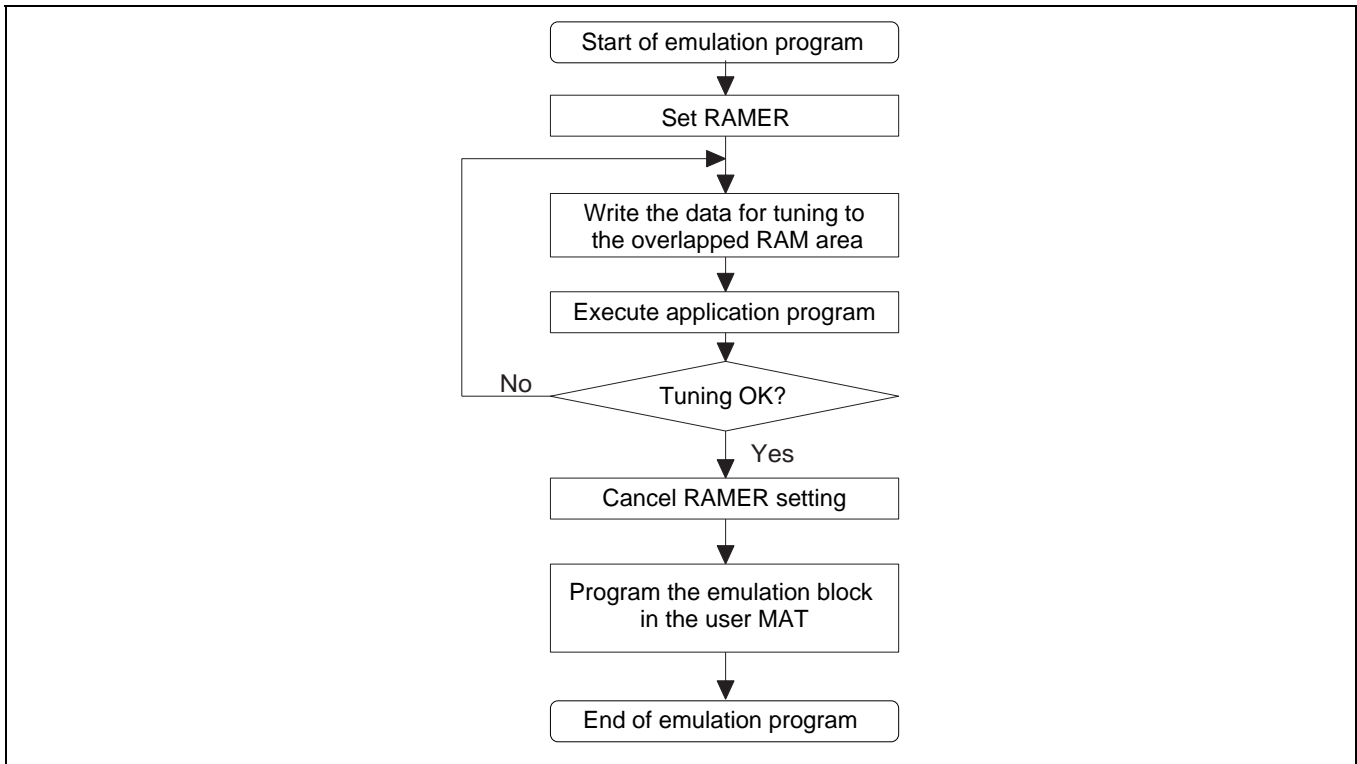 Start of emulation program
Set RAMER
Write the data for tuning to
the overlapped RAM area
Execute application program
No
Tuning OK?
Yes
Cancel RAMER setting
Program the emulation block
in the user MAT
End of emulation program